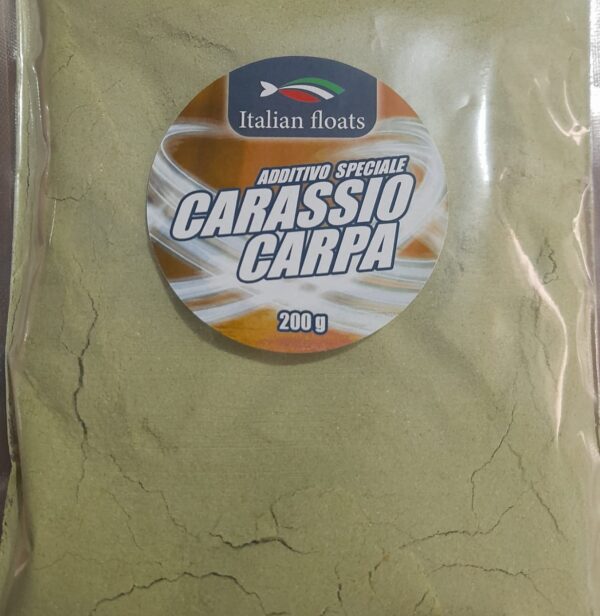 Italian floats
ADDITIVO SPECIALE
CARASSIO
CARPA
200 g